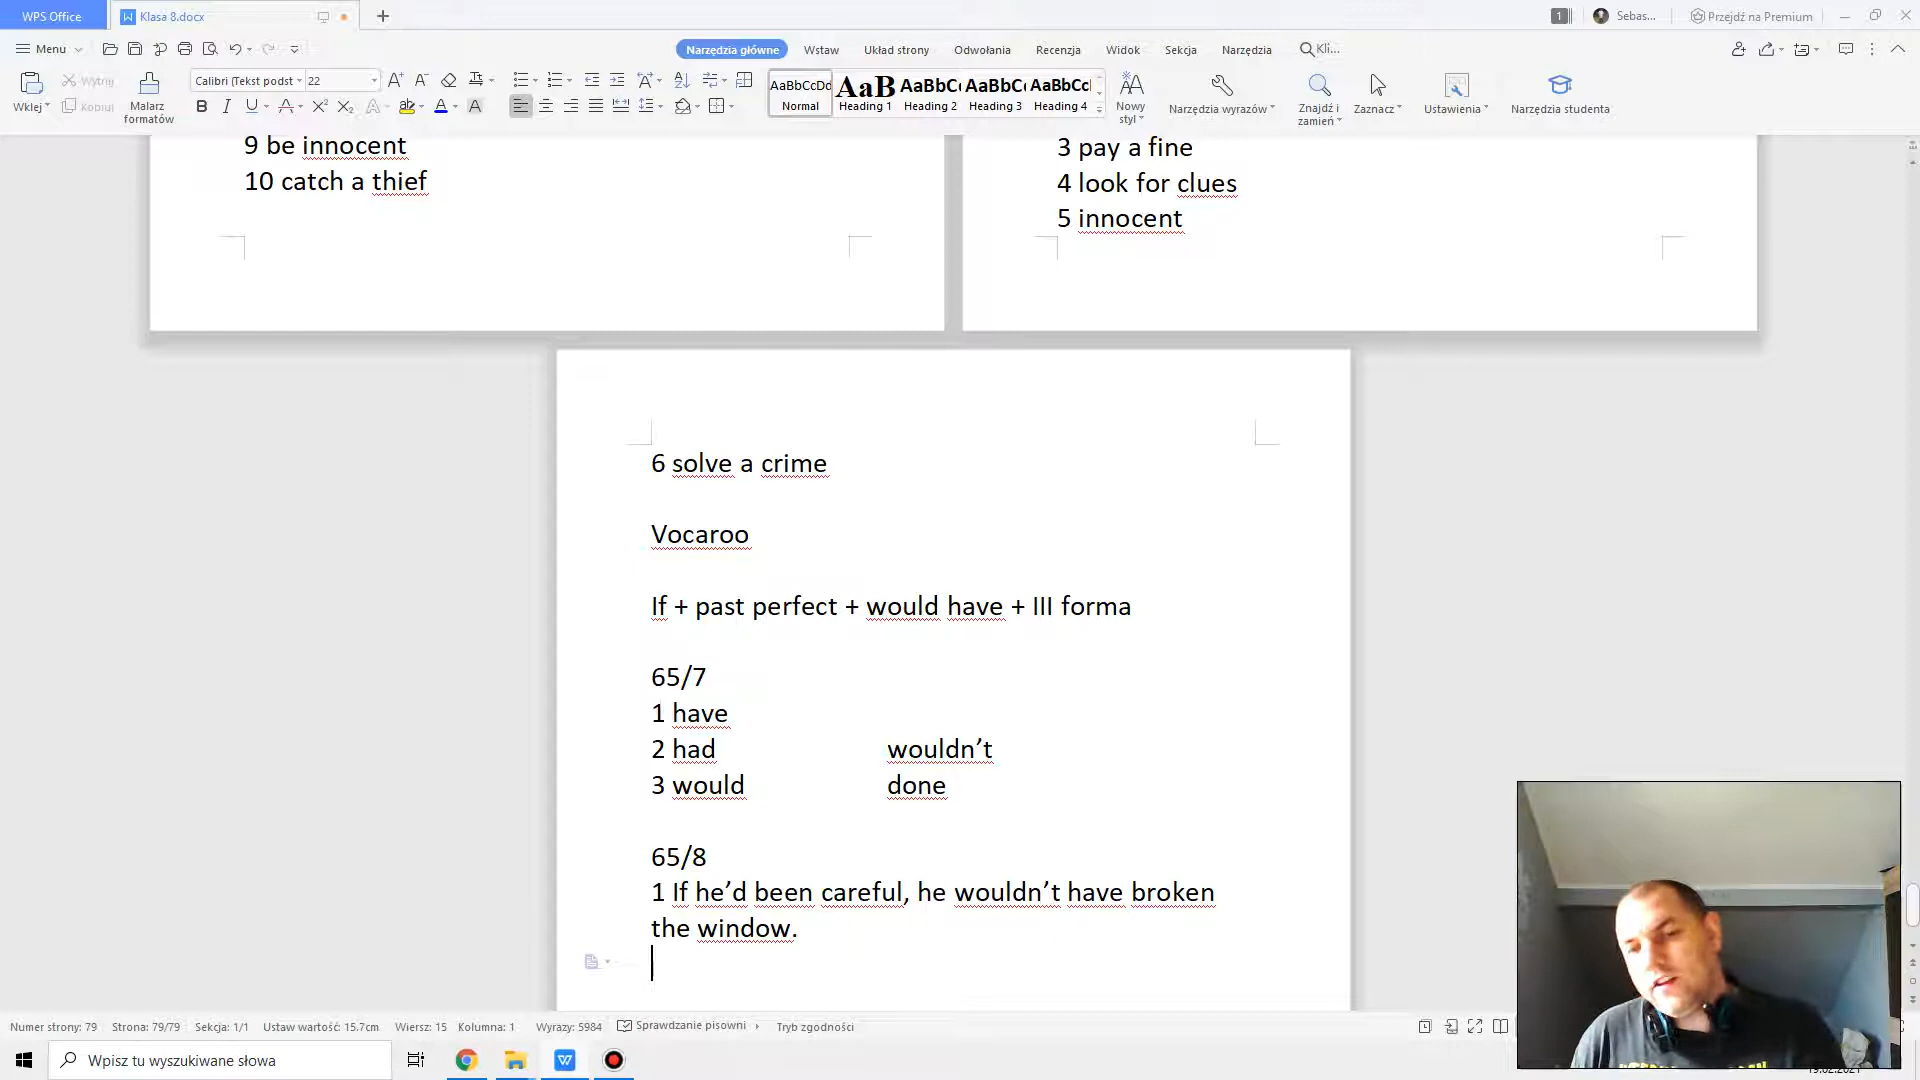 WPS Office
Klasa 8.docx
1
Sebas...
Przejdź na Premium
Menu
Narzędzia główne
Wstaw
Układ strony
Odwołania
Recenzja
Widok
Sekcja
Narzędzia
Kli...
Wklej
Wytnij
Kopiuj
Malarz formatów
Calibri (Tekst podst
22
AaBbCcDd
Normal
AaB
Heading 1
AaBbC
Heading 2
AaBbC
Heading 3
AaBbCc
Heading 4
Nowy styl
Narzędzia wyrazów
Znajdź i zamień
Zaznacz
Ustawienia
Narzędzia studenta
9 be innocent
10 catch a thief
3 pay a fine
4 look for clues
5 innocent
6 solve a crime
Vocaroo
If + past perfect + would have + III forma
65/7
1 have
2 had wouldn’t
3 would done
65/8
1 If he’d been careful, he wouldn’t have broken
the window.
Numer strony: 79
Strona: 79/79
Sekcja: 1/1
Ustaw wartość: 15.7cm
Wiersz: 15
Kolumna: 1
Wyrazy: 5984
Sprawdzanie pisowni
Tryb zgodności
Wpisz tu wyszukiwane słowa